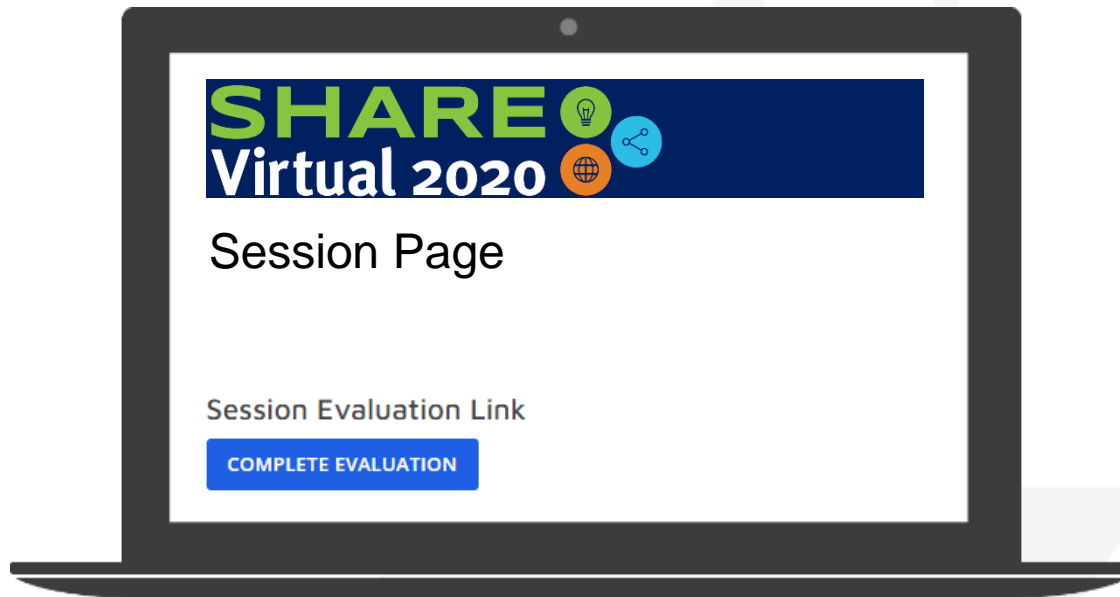 SHARE
Virtual 2020
Session Page
Session Evaluation Link
COMPLETE EVALUATION